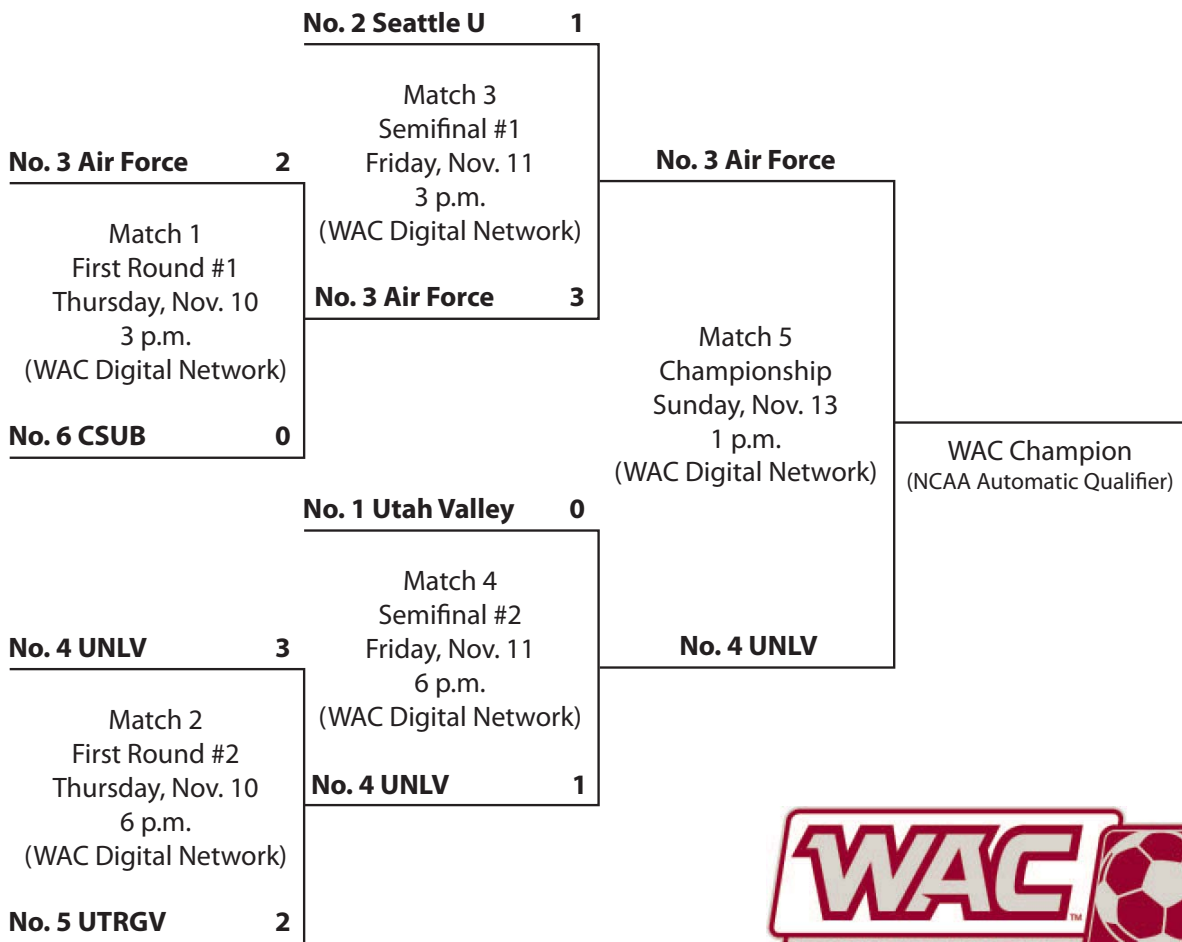 No. 2 Seattle U 1
Match 3
Semifinal #1
Friday, Nov. 11
3 p.m.
(WAC Digital Network)
No. 3 Air Force 3
No. 3 Air Force 2
Match 1
First Round #1
Thursday, Nov. 10
3 p.m.
(WAC Digital Network)
No. 6 CSUB 0
No. 3 Air Force
Match 5
Championship
Sunday, Nov. 13
1 p.m.
(WAC Digital Network)
No. 4 UNLV
WAC Champion
(NCAA Automatic Qualifier)
No. 1 Utah Valley 0
Match 4
Semifinal #2
Friday, Nov. 11
6 p.m.
(WAC Digital Network)
No. 4 UNLV 1
No. 4 UNLV 3
Match 2
First Round #2
Thursday, Nov. 10
6 p.m.
(WAC Digital Network)
No. 5 UTRGV 2
WAC
TM